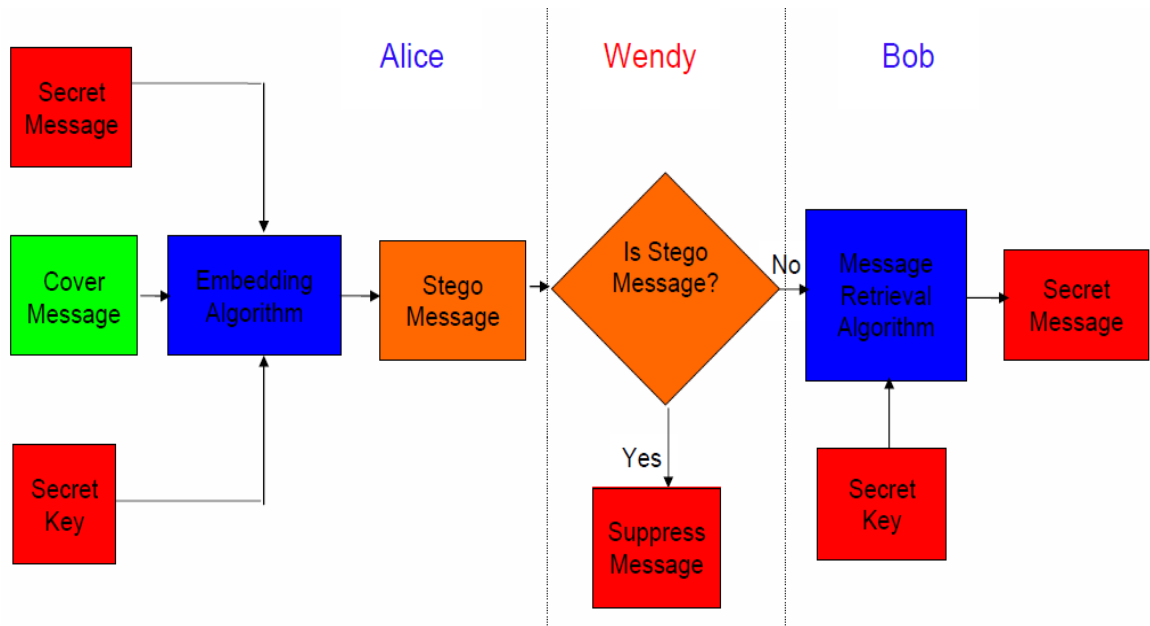 Alice
Wendy
Bob
Secret
Message
Cover
Message
Embedding
Algorithm
Stego
Message
Is Stego
Message?
No
Message
Retrieval
Algorithm
Secret
Message
Yes
Secret
Key
Suppress
Message
Secret
Key